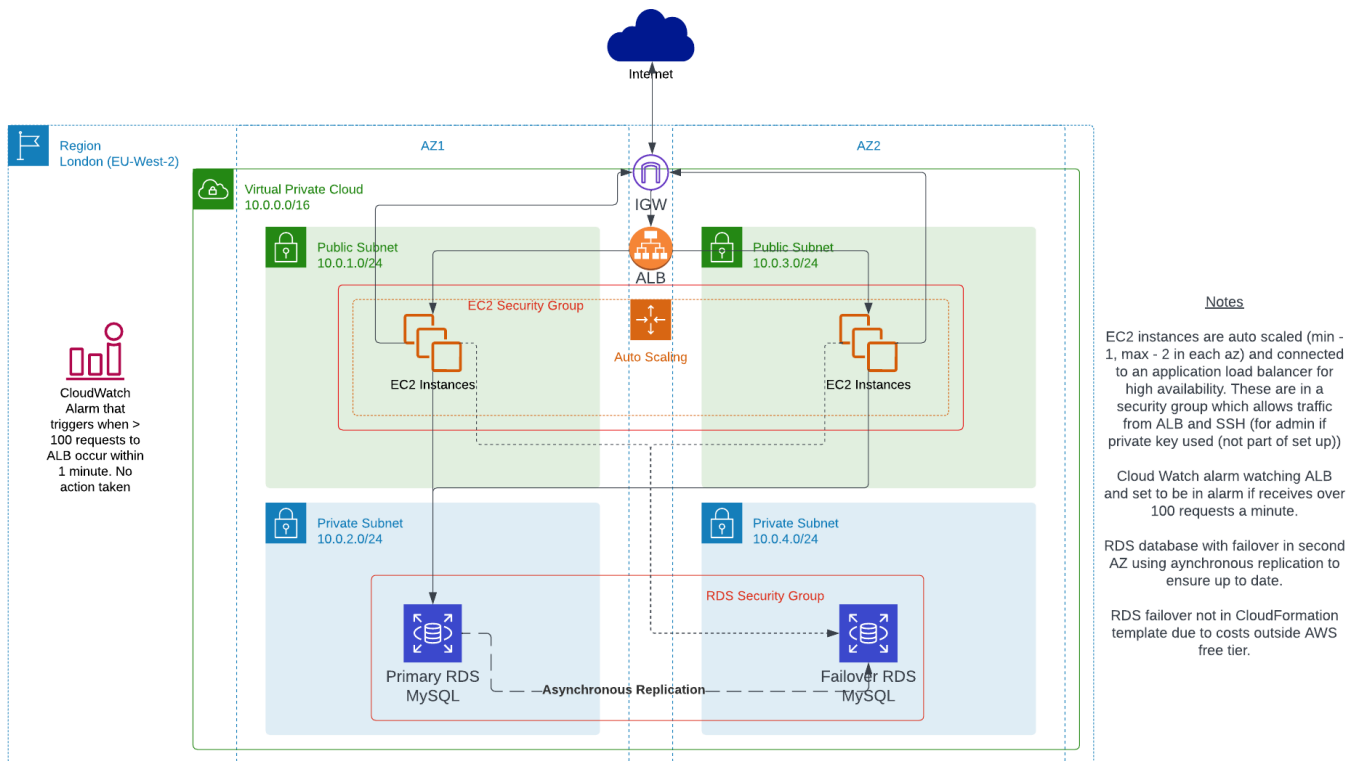 Internet
Region
London (EU-West-2)
AZ1
AZ2
Virtual Private Cloud
10.0.0.0/16
IGW
Public Subnet
10.0.1.0/24
ALB
Public Subnet
10.0.3.0/24
EC2 Security Group
Auto Scaling
EC2 Instances
EC2 Instances
CloudWatch
Alarm that
triggers when >
100 requests to
ALB occur within
1 minute. No
action taken
Private Subnet
10.0.2.0/24
Private Subnet
10.0.4.0/24
RDS Security Group
Primary RDS
MySQL
Asynchronous Replication
Failover RDS
MySQL
Notes
EC2 instances are auto scaled (min -
1, max - 2 in each az) and connected
to an application load balancer for
high availability. These are in a
security group which allows traffic
from ALB and SSH (for admin if
private key used (not part of set up))
Cloud Watch alarm watching ALB
and set to be in alarm if receives over
100 requests a minute.
RDS database with failover in second
AZ using aynchronous replication to
ensure up to date.
RDS failover not in CloudFormation
template due to costs outside AWS
free tier.